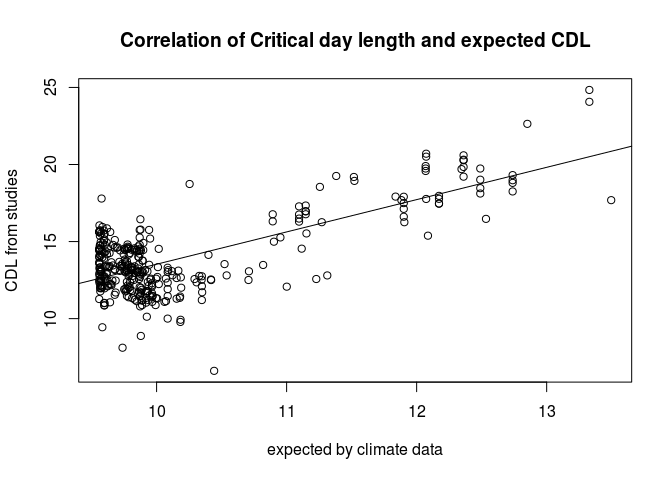 Correlation of Critical day length and expected CDL
25
20
15
10
CDL from studies
10 11 12 13
expected by climate data